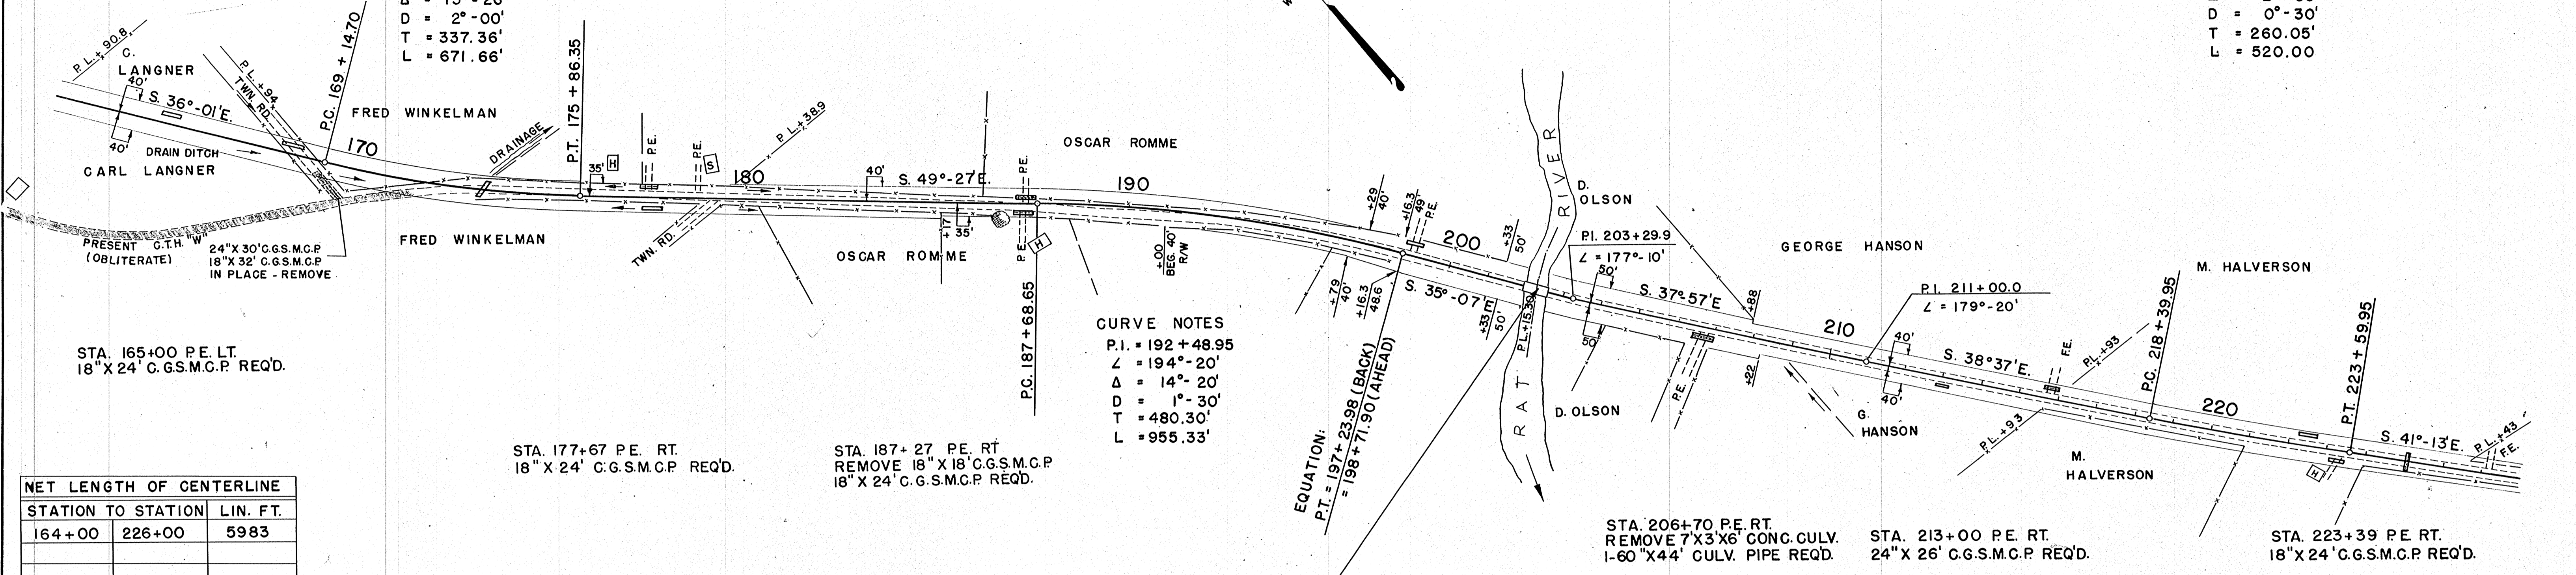 D = 2°-00'
T = 337.36'
L = 671.66'
D = 0°-30'
T = 260.05'
L = 520.00
P.L.+ 90.8
C.
LANGNER
40'
S. 36°-01'E.
40'
DRAIN DITCH
CARL LANGNER
P.L.+94
TWN. RD.
P.C. 169 + 14.70
170
FRED WINKELMAN
DRAINAGE
P.T. 175 + 86.35
35'
H
P.E.
P.E.
S
180
P.L.+38.9
40'
S. 49°-27'E.
OSCAR ROMME
P.E.
190
PRESENT C.T.H. "W"
(OBLITERATE)
24"X 30'C.G.S.M.C.P.
18"X 32' C.G.S.M.C.P
IN PLACE - REMOVE
FRED WINKELMAN
TWN. RD.
OSCAR ROMME
+17
35'
P.E.
H
P.C. 187+68.65
+00
BEG. 40'
R/W
+29
40'
+16.3
49'
P.E.
200
+33
50'
+79
40'
+16.3
48.6
S. 35°-07'E
+33
50'
RAT RIVER
P.L.+15.30
D.
OLSON
P.I. 203+29.9
∠ = 177°-10'
50'
50'
S. 37°-57'E
+88
GEORGE HANSON
D. OLSON
P.E.
+22
210
P.I. 211+00.0
∠ = 179°-20'
40'
40'
S. 38°37'E.
G.
HANSON
F.E.
P.L.+93
P.L.+93
M. HALVERSON
P.C. 218+39.95
220
M.
HALVERSON
P.T. 223+59.95
S. 41°-13'E.
P.L.+43
F.E.
H
CURVE NOTES
P.I. = 192+48.95
∠ = 194°-20'
Δ = 14°- 20'
D = 1°-30'
T = 480.30'
L = 955.33'
EQUATION:
P.T. = 197+23.98 (BACK)
= 198+71.90 (AHEAD)
STA. 165+00 P.E. LT.
18"X 24' C.G.S.M.C.P. REQ'D.
STA. 177+67 P.E. RT.
18"X 24' C.G.S.M.C.P. REQ'D.
STA. 187+ 27 P.E. RT
REMOVE 18"X 18'C.G.S.M.C.P
18"X 24'C.G.S.M.C.P. REQ'D.
STA. 206+70 P.E. RT.
REMOVE 7'X3'X6' CONC. CULV.
1-60"X44' CULV. PIPE REQ'D.
STA. 213+00 P.E. RT.
24"X 26' C.G.S.M.C.P. REQ'D.
STA. 223+39 P.E. RT.
18"X 24'C.G.S.M.C.P. REQ'D.
NET LENGTH OF CENTERLINE
STATION TO STATION LIN. FT.
164+00 226+00 5983